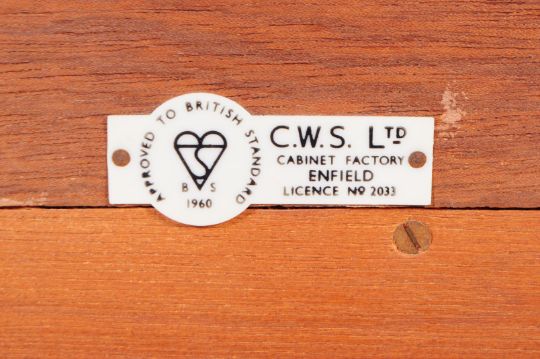 APPROVED TO BRITISH STANDARD
B S
1960
C.W.S. LTD
CABINET FACTORY
ENFIELD
LICENCE NO 2033